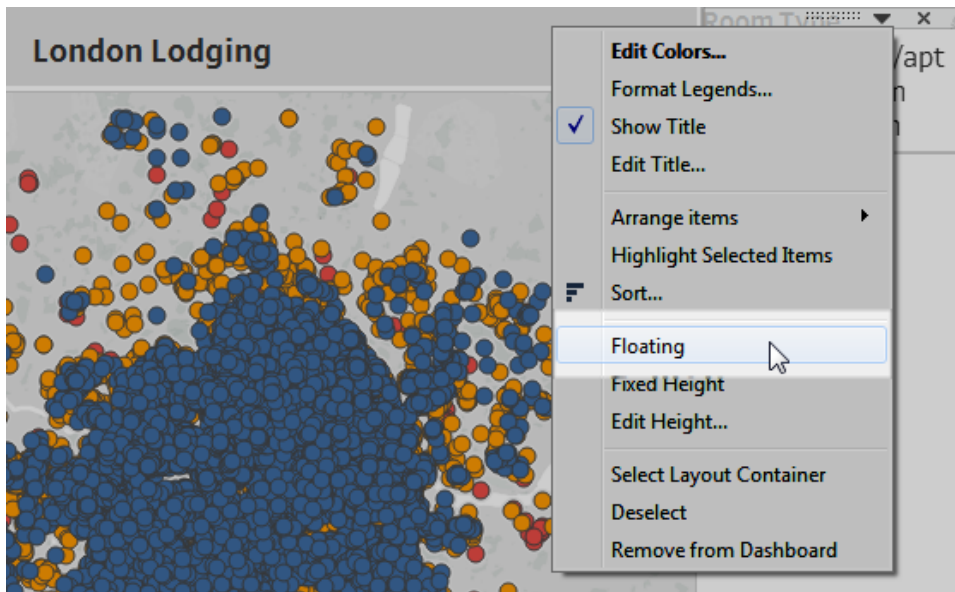 Room Type
London Lodging
/apt
Edit Colors...
Format Legends...
Show Title
Edit Title...
Arrange items
Highlight Selected Items
Sort...
Floating
Fixed Height
Edit Height...
Select Layout Container
Deselect
Remove from Dashboard